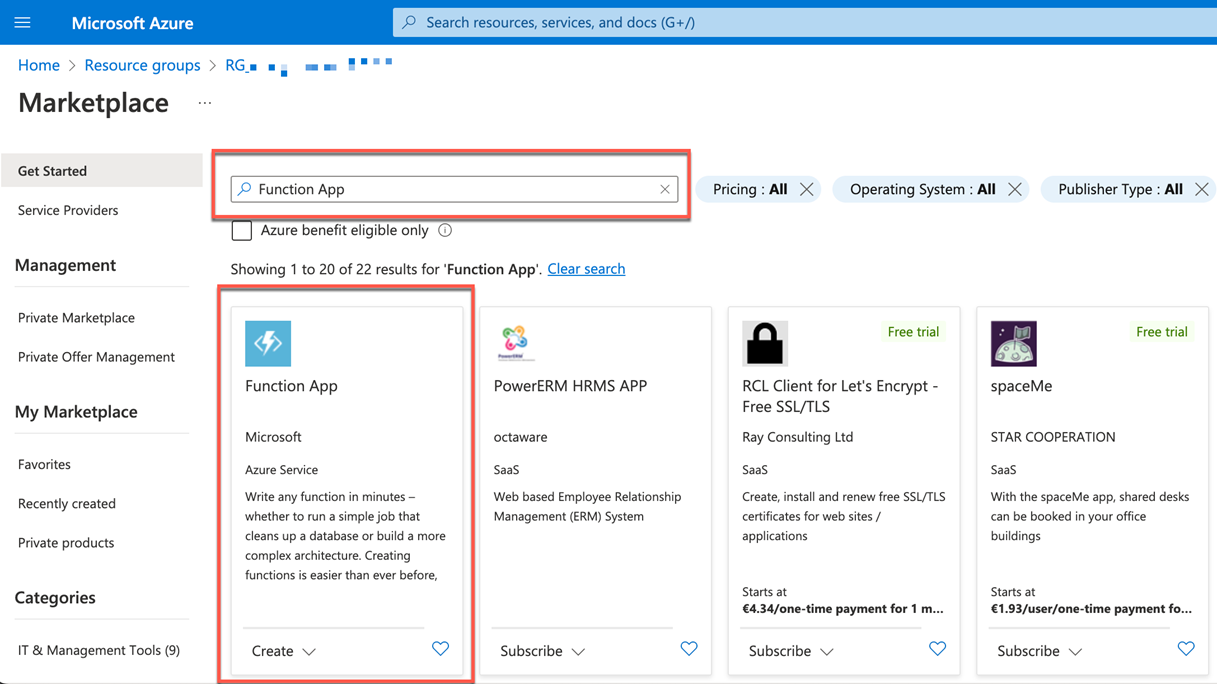 Microsoft Azure
Search resources, services, and docs (G+/)
Home > Resource groups > RG_
Marketplace
...
Get Started
Service Providers
Management
Private Marketplace
Private Offer Management
My Marketplace
Favorites
Recently created
Private products
Categories
IT & Management Tools (9)
Function App
Pricing : All
Operating System : All
Publisher Type : All
Azure benefit eligible only
Showing 1 to 20 of 22 results for 'Function App'. Clear search
Function App
Microsoft
Azure Service
Write any function in minutes –
whether to run a simple job that
cleans up a database or build a more
complex architecture. Creating
functions is easier than ever before,
Create
PowerERM
PowerERM HRMS APP
octaware
SaaS
Web based Employee Relationship
Management (ERM) System
Subscribe
Free trial
RCL Client for Let's Encrypt -
Free SSL/TLS
Ray Consulting Ltd
SaaS
Create, install and renew free SSL/TLS
certificates for web sites /
applications
Starts at
€4.34/one-time payment for 1 m...
Subscribe
Free trial
spaceMe
STAR COOPERATION
SaaS
With the spaceMe app, shared desks
can be booked in your office
buildings
Starts at
€1.93/user/one-time payment fo...
Subscribe